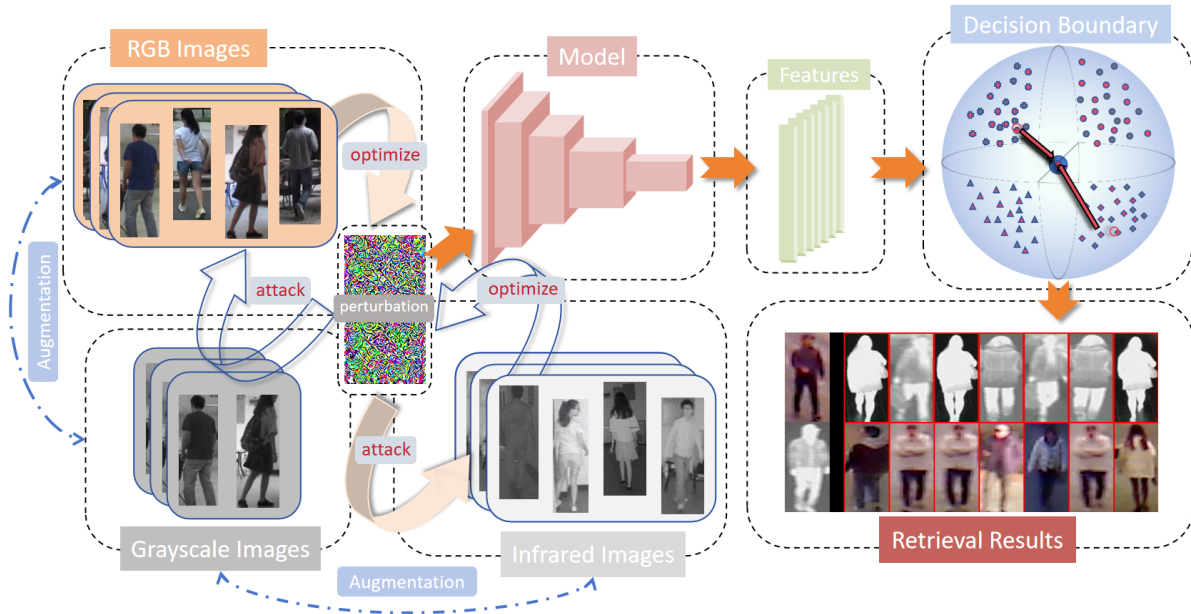 RGB Images
Model
Features
Decision Boundary
optimize
attack
perturbation
optimize
Augmentation
attack
Grayscale Images
Infrared Images
Augmentation
Retrieval Results